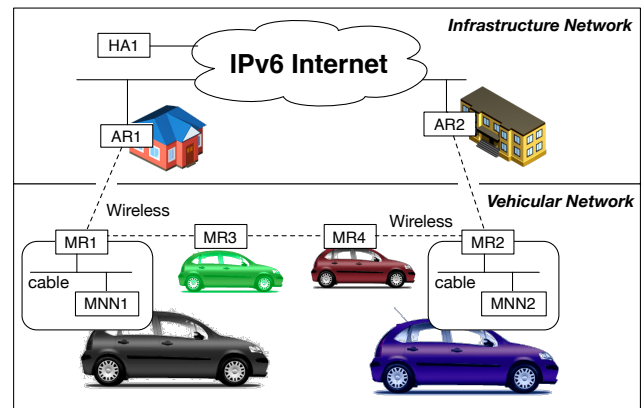 Infrastructure Network
HA1
IPv6 Internet
AR1
AR2
Vehicular Network
Wireless
Wireless
MR1
MR3
MR4
MR2
cable
cable
MNN1
MNN2